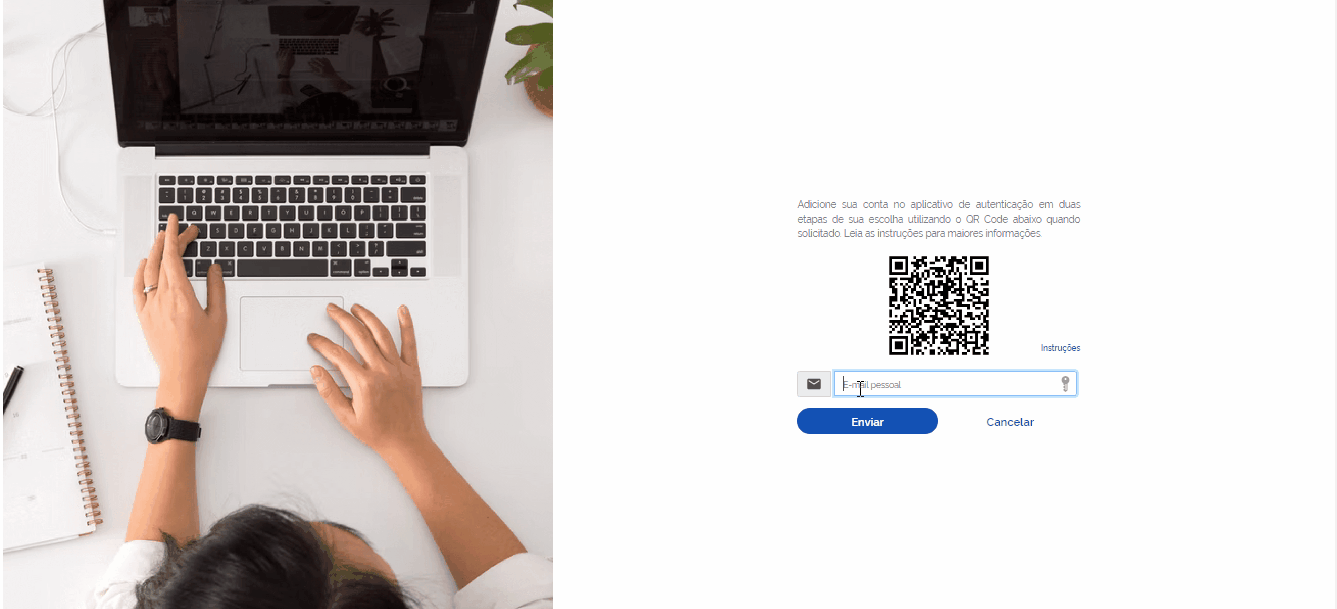 Adicione sua conta no aplicativo de autenticação em duas
etapas de sua escolha utilizando o QR Code abaixo quando
solicitado. Leia as instruções para maiores informações.
Instruções
E-mail pessoal
Enviar
Cancelar